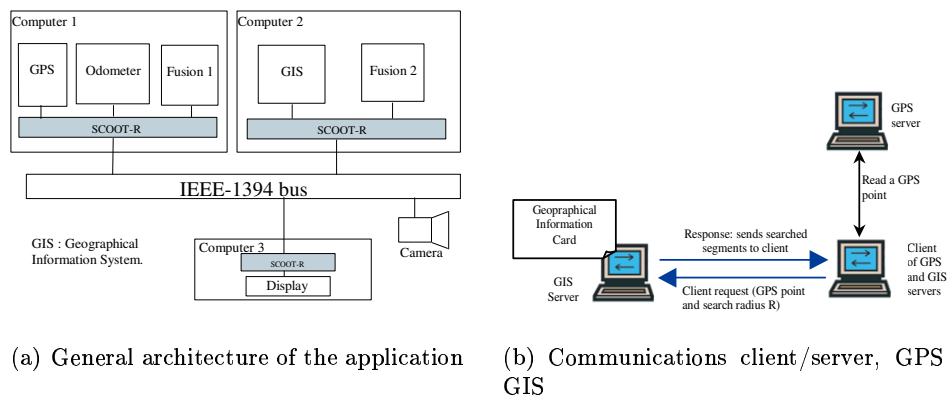 Computer 1
GPS
Odometer
Fusion 1
SCOOT-R
Computer 2
GIS
Fusion 2
SCOOT-R
IEEE-1394 bus
GIS : Geographical
Information System.
Computer 3
SCOOT-R
Display
Camera
(a) General architecture of the application
GPS
server
Read a GPS
point
Geopraphical
Information
Card
Response: sends searched
segments to client
GIS
Server
Client request (GPS point
and search radius R)
Client
of GPS
and GIS
servers
(b) Communications client/server, GPS
GIS